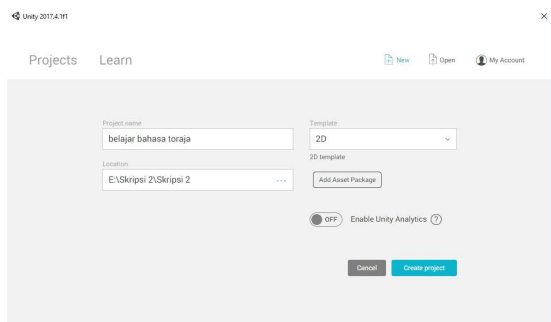 Unity 2017.4.1f1
Projects Learn New Open My Account
Project name
belajar bahasa toraja
Location
E:\Skripsi 2\Skripsi 2 ...
Template
2D
2D template
Add Asset Package
OFF Enable Unity Analytics ?
Cancel Create project